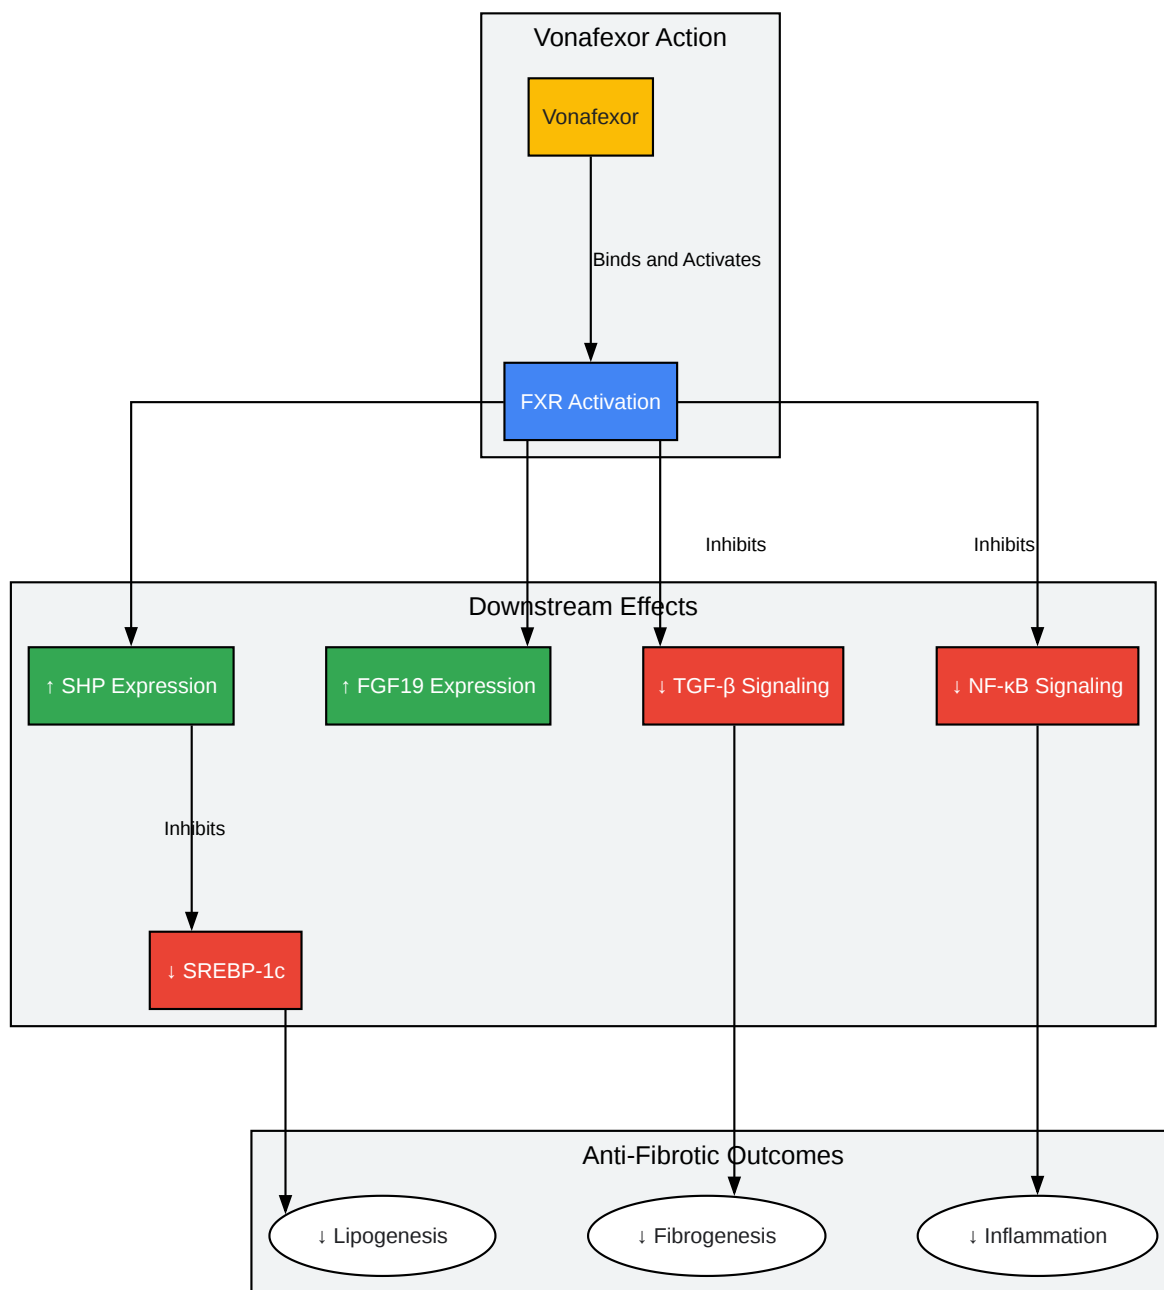 Vonafexor Action
Vonafexor
Binds and Activates
FXR Activation
Inhibits
Inhibits
Downstream Effects
↑ SHP Expression
↑ FGF19 Expression
↓ TGF-β Signaling
↓ NF-κB Signaling
Inhibits
↓ SREBP-1c
Anti-Fibrotic Outcomes
↓ Lipogenesis
↓ Fibrogenesis
↓ Inflammation